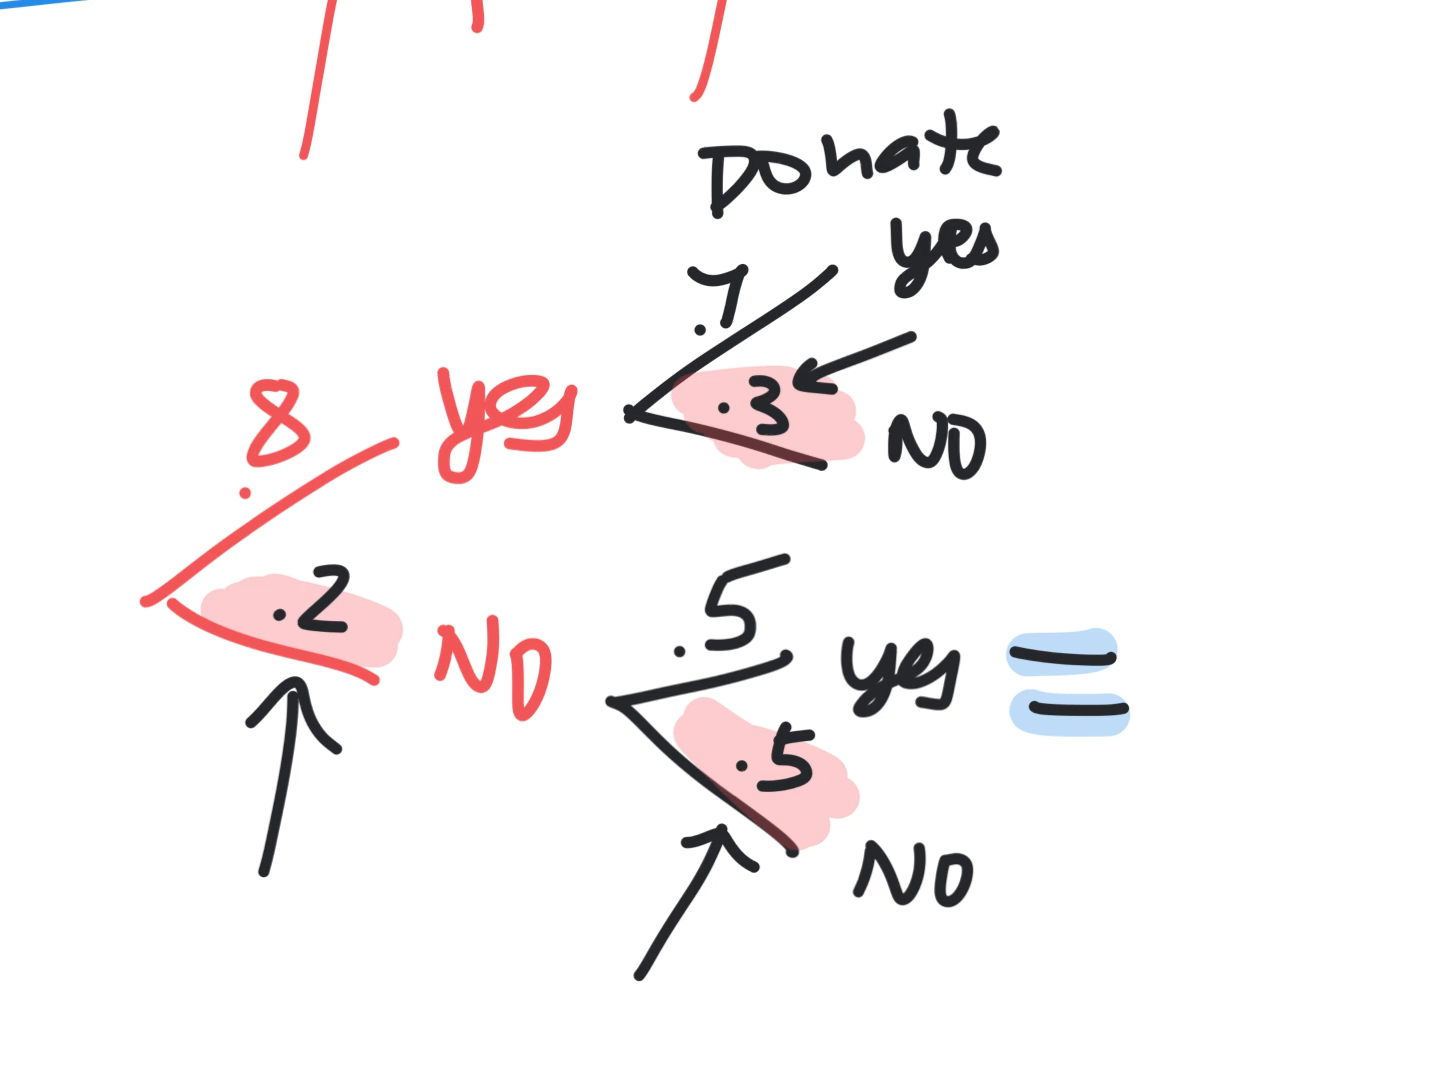 Donate
yes
.7
.8 yes
.3
NO
.2
NO
.5
yes
.5
NO